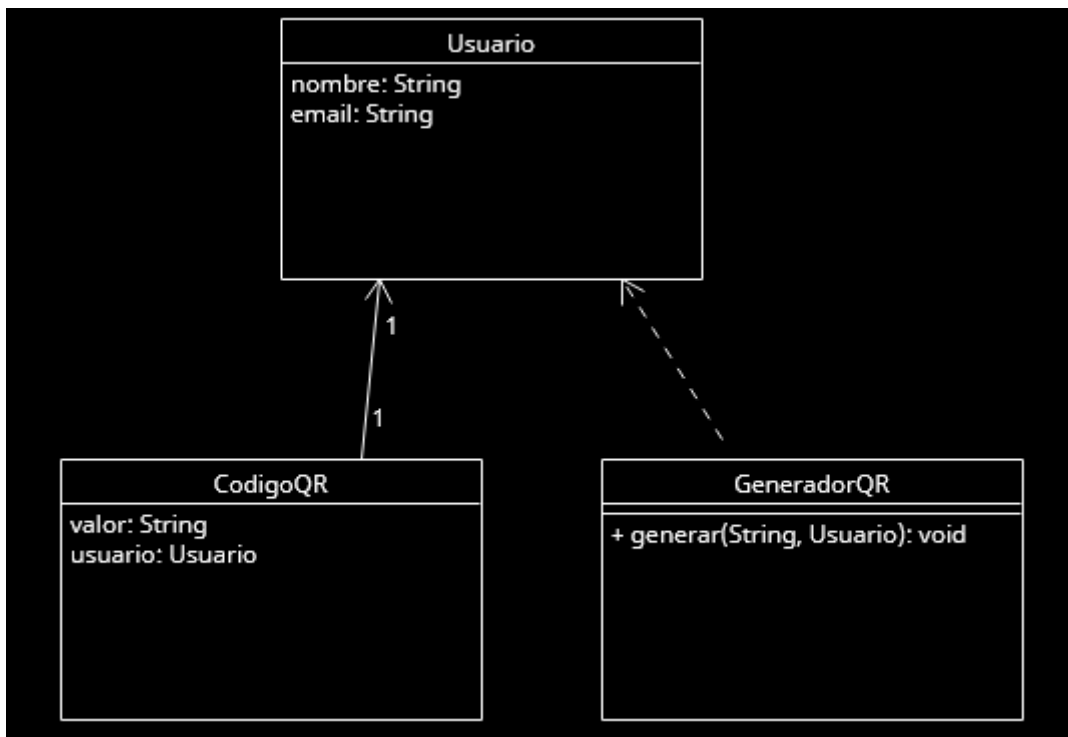 Usuario
nombre: String
email: String
1
1
CodigoQR
valor: String
usuario: Usuario
GeneradorQR
+ generar(String, Usuario): void